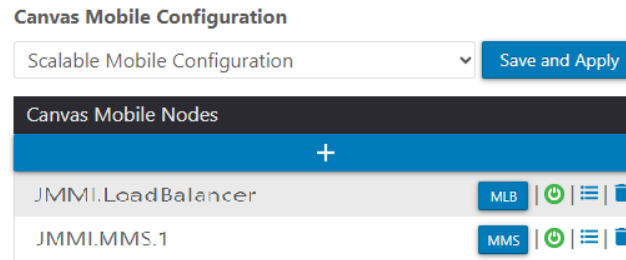 Canvas Mobile Configuration
Scalable Mobile Configuration Save and Apply
Canvas Mobile Nodes
+
JMMI.LoadBalancer MLB | | |
JMMI.MMS.1 MMS | | |